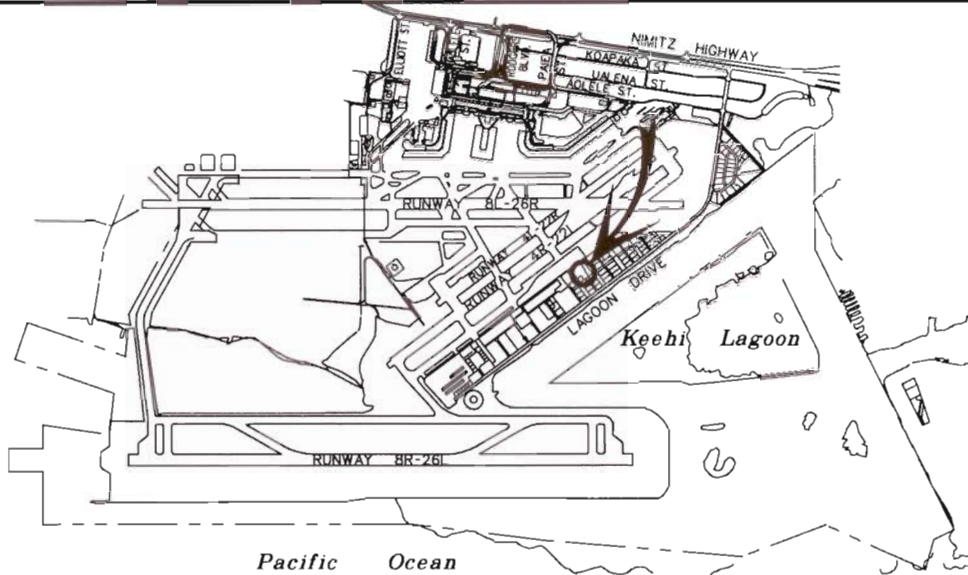 NIMITZ HIGHWAY
ELLIOTT ST.
ST.
BLVD.
PAIEA
ST.
KOAPAKA ST
UALENA ST.
AOLELE ST.
RUNWAY 8L-26R
RUNWAY
RUNWAY
LAGOON DRIVE
Keehi Lagoon
RUNWAY 8R-26L
Pacific Ocean